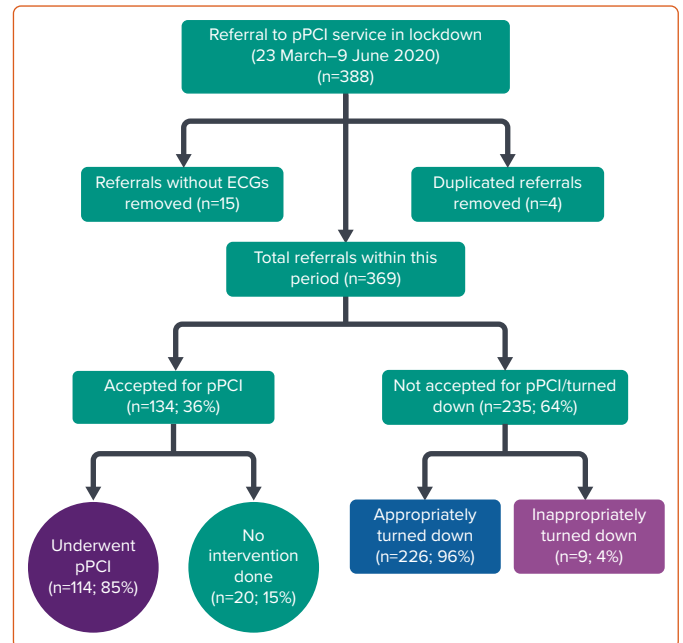 Referral to pPCI service in lockdown
(23 March–9 June 2020)
(n=388)
Referrals without ECGs
removed (n=15)
Duplicated referrals
removed (n=4)
Total referrals within this
period (n=369)
Accepted for pPCI
(n=134; 36%)
Not accepted for pPCI/turned
down (n=235; 64%)
Underwent
pPCI
(n=114; 85%)
No
intervention
done
(n=20; 15%)
Appropriately
turned down
(n=226; 96%)
Inappropriately
turned down
(n=9; 4%)